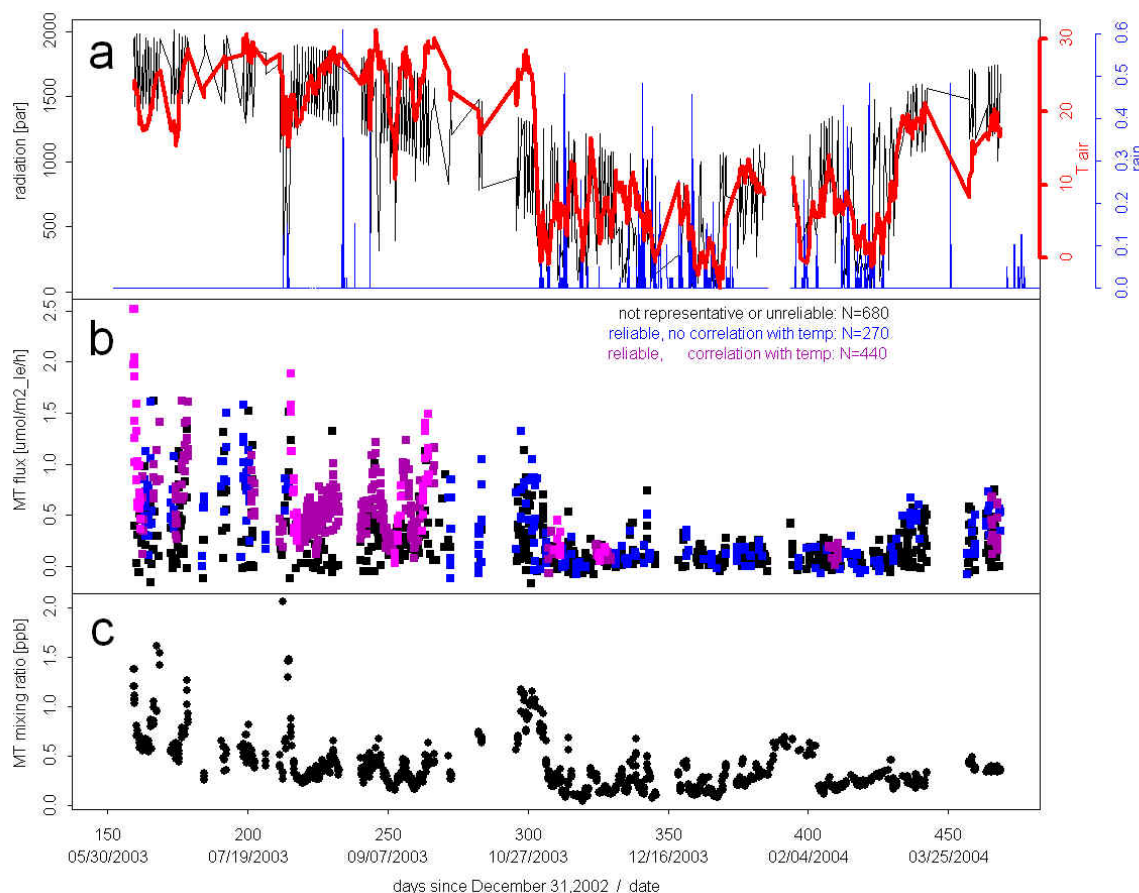 a
radiation [par]
2000
1500
1000
500
0
T air
30
20
10
0
rain
0.6
0.5
0.4
0.3
0.2
0.1
0.0
b
MT flux [umol/m2_le/h]
2.5
2.0
1.5
1.0
0.5
0.0
not representative or unreliable: N=680
reliable, no correlation with temp: N=270
reliable, correlation with temp: N=440
c
MT mixing ratio [ppb]
2.0
1.5
1.0
0.5
0.0
150 200 250 300 350 400 450
05/30/2003 07/19/2003 09/07/2003 10/27/2003 12/16/2003 02/04/2004 03/25/2004
days since December 31,2002 / date